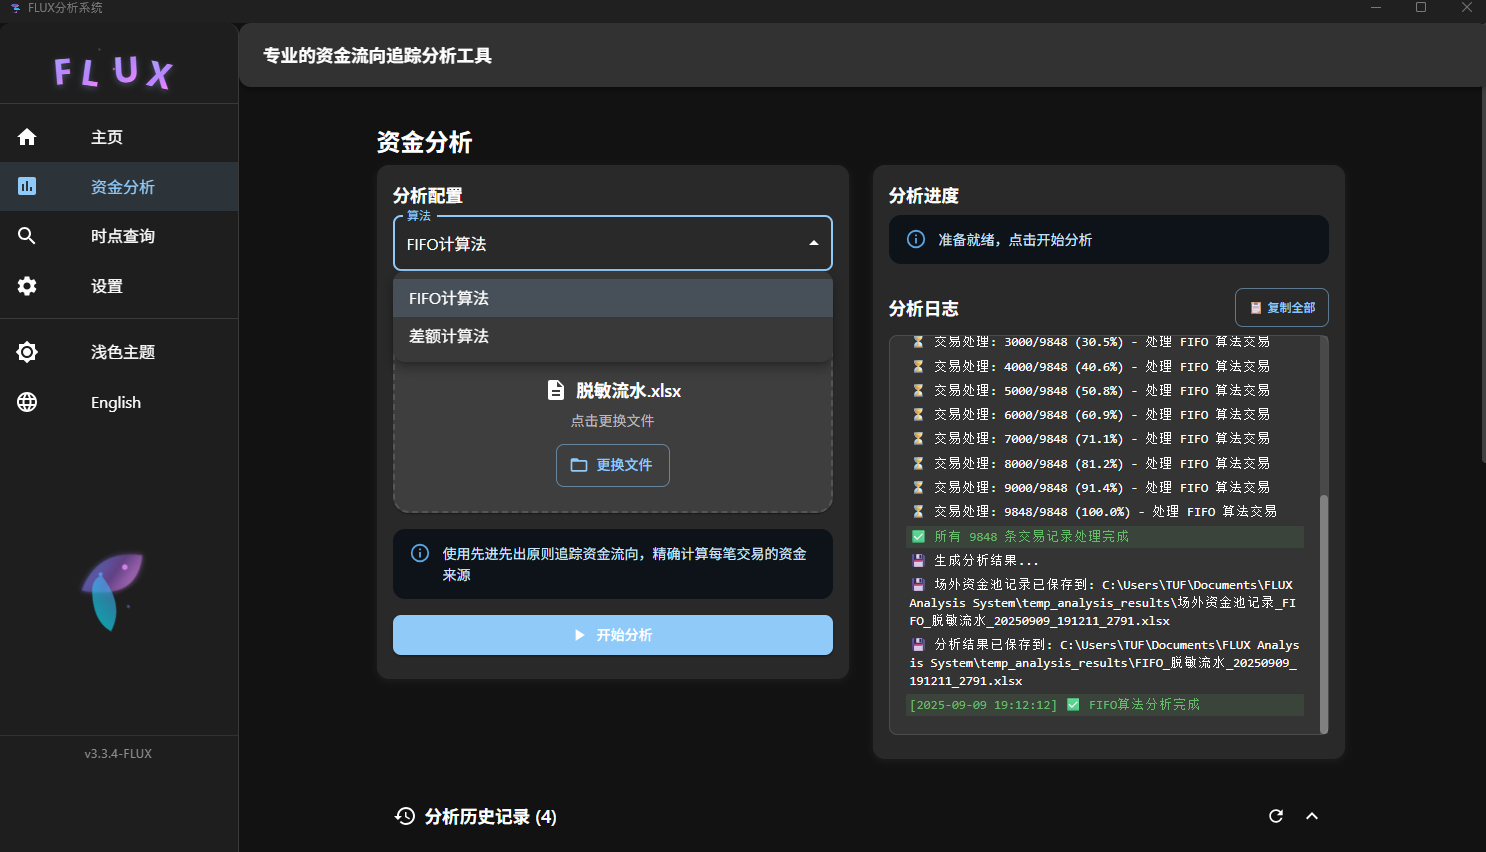 FLUX分析系统
FLUX
专业的资金流向追踪分析工具
主页
资金分析
时点查询
设置
浅色主题
English
v3.3.4-FLUX
资金分析
分析配置
算法
FIFO计算法
FIFO计算法
差额计算法
脱敏流水.xlsx
点击更换文件
更换文件
使用先进先出原则追踪资金流向，精确计算每笔交易的资金
来源
开始分析
分析进度
准备就绪，点击开始分析
分析日志
复制全部
交易处理: 3000/9848 (30.5%) - 处理 FIFO 算法交易
交易处理: 4000/9848 (40.6%) - 处理 FIFO 算法交易
交易处理: 5000/9848 (50.8%) - 处理 FIFO 算法交易
交易处理: 6000/9848 (60.9%) - 处理 FIFO 算法交易
交易处理: 7000/9848 (71.1%) - 处理 FIFO 算法交易
交易处理: 8000/9848 (81.2%) - 处理 FIFO 算法交易
交易处理: 9000/9848 (91.4%) - 处理 FIFO 算法交易
交易处理: 9848/9848 (100.0%) - 处理 FIFO 算法交易
所有 9848 条交易记录处理完成
生成分析结果...
场外资金池记录已保存到: C:\Users\TUF\Documents\FLUX
Analysis System\temp_analysis_results\场外资金池记录_FI
FO_脱敏流水_20250909_191211_2791.xlsx
分析结果已保存到: C:\Users\TUF\Documents\FLUX Analys
is System\temp_analysis_results\FIFO_脱敏流水_20250909_
191211_2791.xlsx
[2025-09-09 19:12:12] ✅ FIFO算法分析完成
分析历史记录 (4)